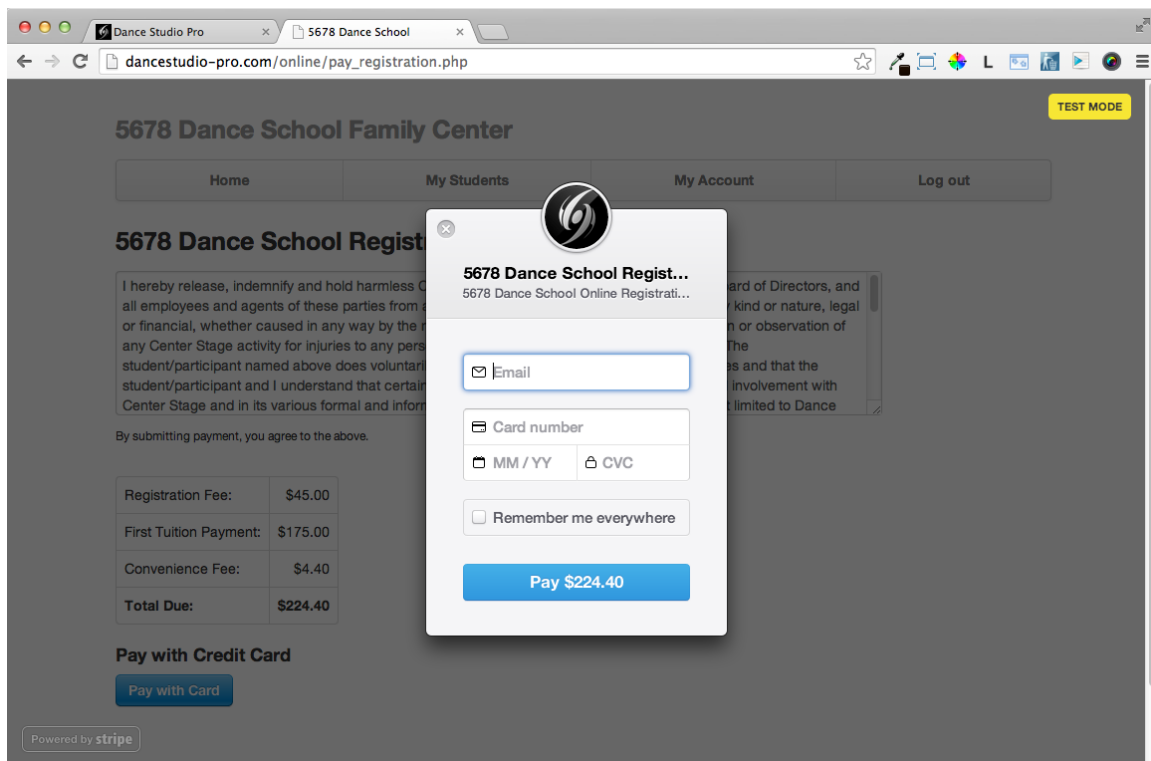 Dance Studio Pro
5678 Dance School
dancestudio-pro.com/online/pay_registration.php
L
TEST MODE
5678 Dance School Family Center
Home My Students My Account Log out
5678 Dance School Regist
I hereby release, indemnify and hold harmless C ard of Directors, and
all employees and agents of these parties from a kind or nature, legal
or financial, whether caused in any way by the n or observation of
any Center Stage activity for injuries to any pers The
student/participant named above does voluntari es and that the
student/participant and I understand that certain involvement with
Center Stage and in its various formal and inform t limited to Dance
By submitting payment, you agree to the above.
Registration Fee: $45.00
First Tuition Payment: $175.00
Convenience Fee: $4.40
Total Due: $224.40
Pay with Credit Card
Pay with Card
Powered by stripe
5678 Dance School Regist...
5678 Dance School Online Registrati...
Email
Card number
MM / YY CVC
Remember me everywhere
Pay $224.40